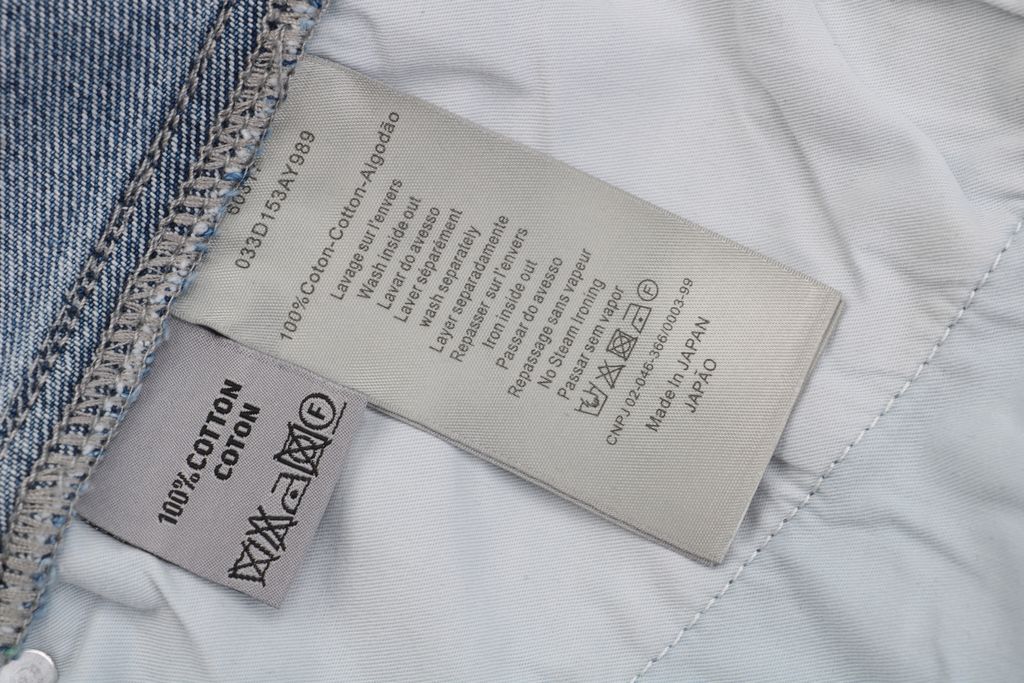 033D153AY989
100%Coton-Cotton-Algodão
Lavage sur l'envers
Wash inside out
Lavar do avesso
Layer séparément
wash separately
Layer separadamente
Repasser sur l'envers
Iron inside out
Passar do avesso
Repassage sans vapeur
No Steam Ironing
Passar sem vapor
F
CNPJ 02-046-366/0003-99
Made In JAPAN
JAPÃO
100%COTTON
COTON
F